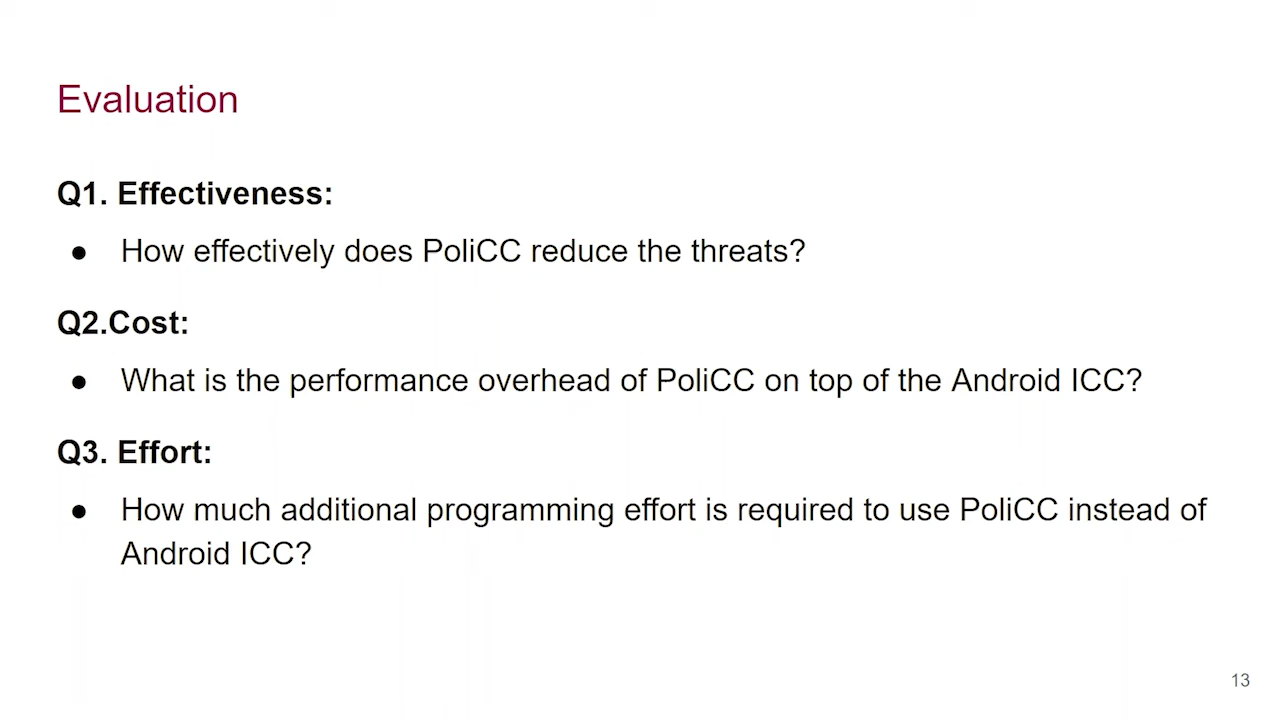 Evaluation
Q1. Effectiveness:
● How effectively does PoliCC reduce the threats?
Q2.Cost:
● What is the performance overhead of PoliCC on top of the Android ICC?
Q3. Effort:
● How much additional programming effort is required to use PoliCC instead of
Android ICC?
13